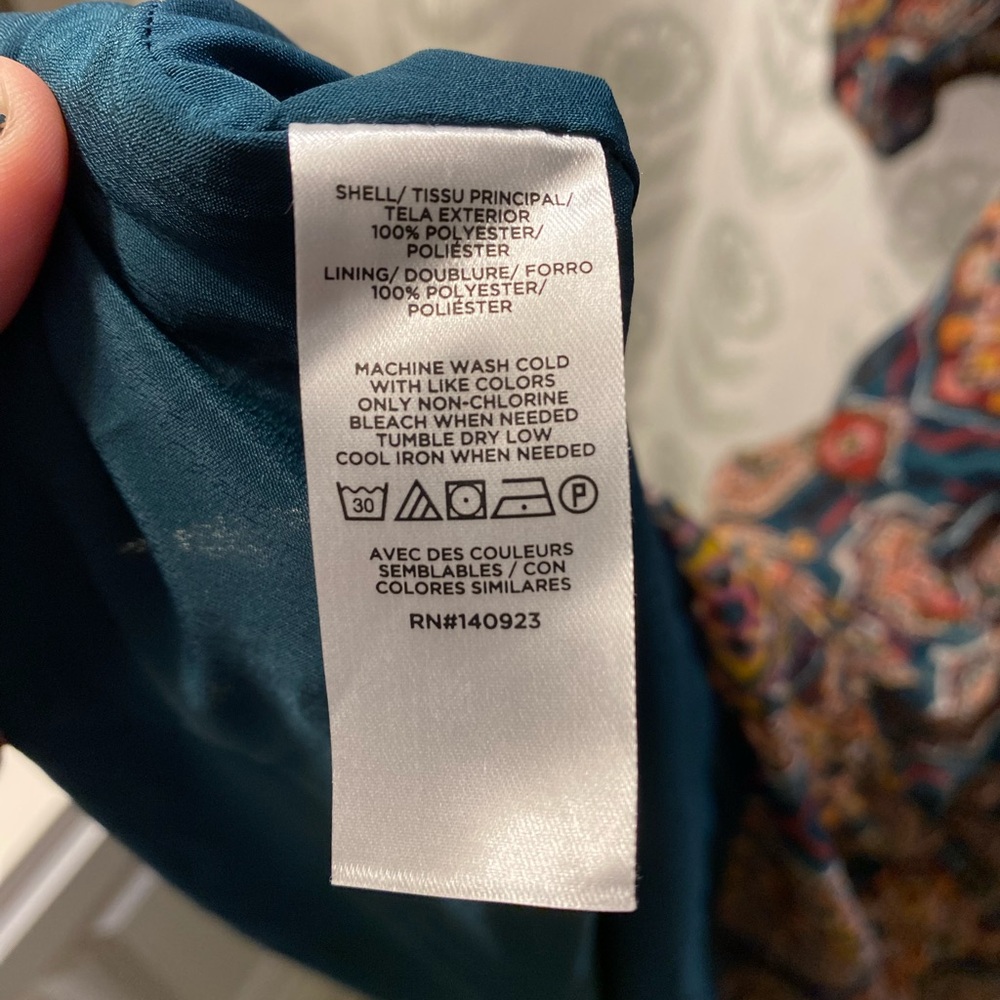 SHELL/ TISSU PRINCIPAL/
TELA EXTERIOR
100% POLYESTER/
POLIÉSTER
LINING/ DOUBLURE/ FORRO
100% POLYESTER/
POLIÉSTER
MACHINE WASH COLD
WITH LIKE COLORS
ONLY NON-CHLORINE
BLEACH WHEN NEEDED
TUMBLE DRY LOW
COOL IRON WHEN NEEDED
30 P
AVEC DES COULEURS
SEMBLABLES / CON
COLORES SIMILARES
RN#140923